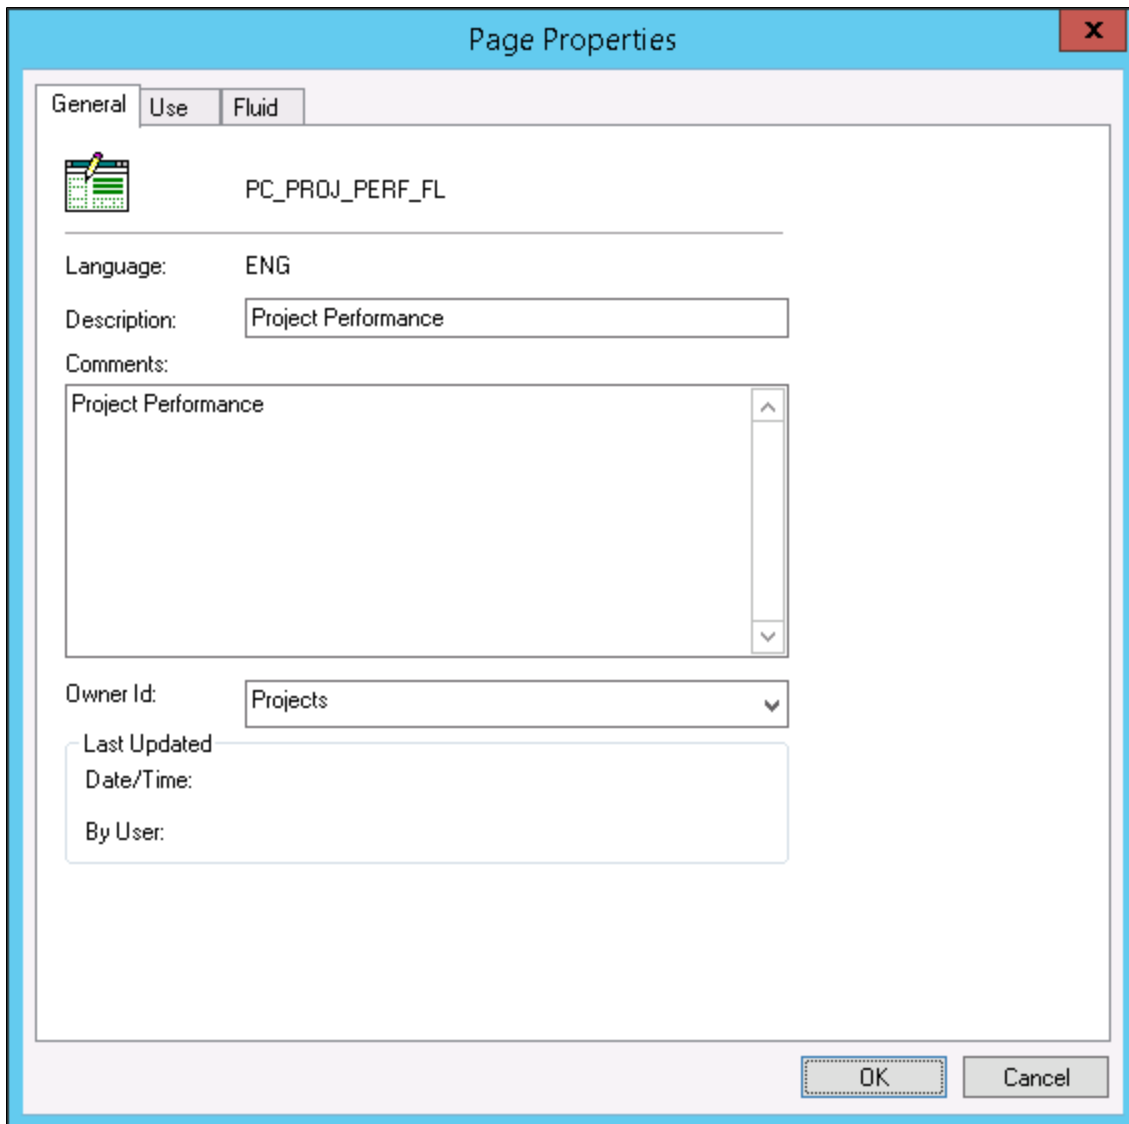 Page Properties
x
General Use Fluid
PC_PROJ_PERF_FL
Language: ENG
Description: Project Performance
Comments:
Project Performance
Owner Id: Projects
Last Updated
Date/Time:
By User:
OK Cancel